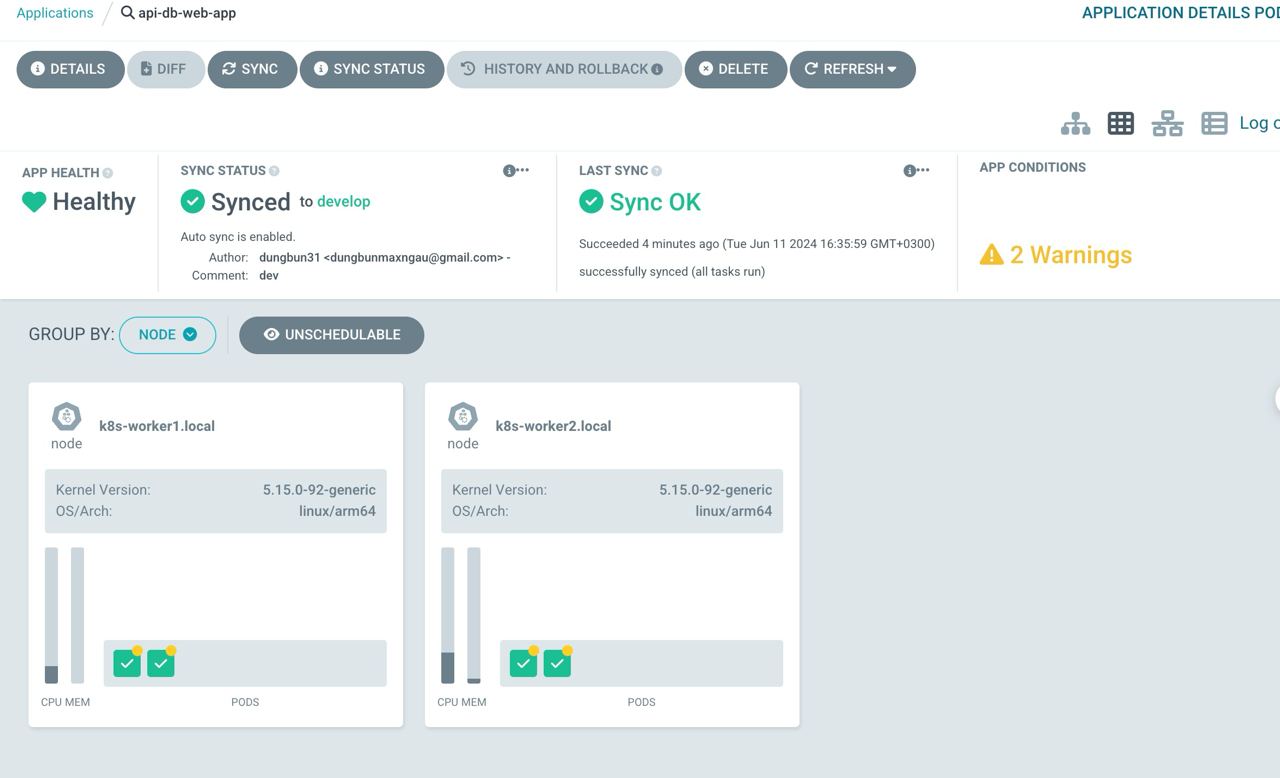 Applications / api-db-web-app
APPLICATION DETAILS
DETAILS DIFF SYNC SYNC STATUS HISTORY AND ROLLBACK DELETE REFRESH
Log
APP HEALTH
Healthy
SYNC STATUS
Synced to develop
Auto sync is enabled.
Author: dungbun31 <dungbunmaxngau@gmail.com> -
Comment: dev
LAST SYNC
Sync OK
Succeeded 4 minutes ago (Tue Jun 11 2024 16:35:59 GMT+0300)
successfully synced (all tasks run)
APP CONDITIONS
2 Warnings
GROUP BY: NODE UNSCHEDULABLE
k8s-worker1.local
node
Kernel Version: 5.15.0-92-generic
OS/Arch: linux/arm64
CPU MEM PODS
k8s-worker2.local
node
Kernel Version: 5.15.0-92-generic
OS/Arch: linux/arm64
CPU MEM PODS